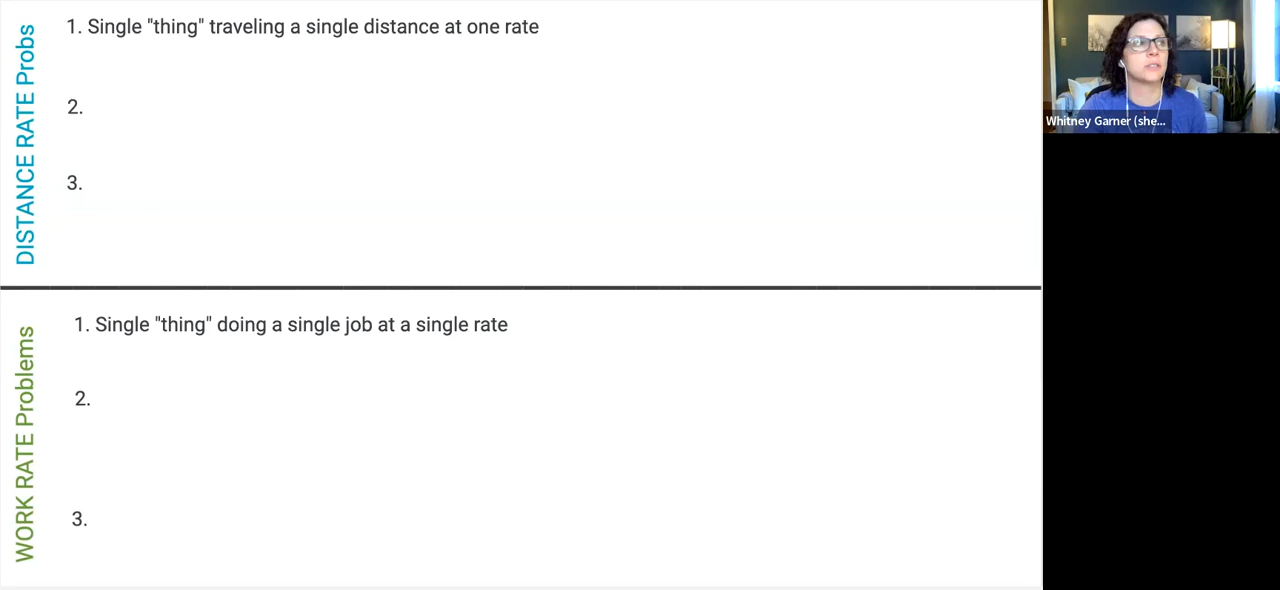 DISTANCE RATE Probs
1. Single "thing" traveling a single distance at one rate
2.
3.
WORK RATE Problems
1. Single "thing" doing a single job at a single rate
2.
3.
Whitney Garner (she...